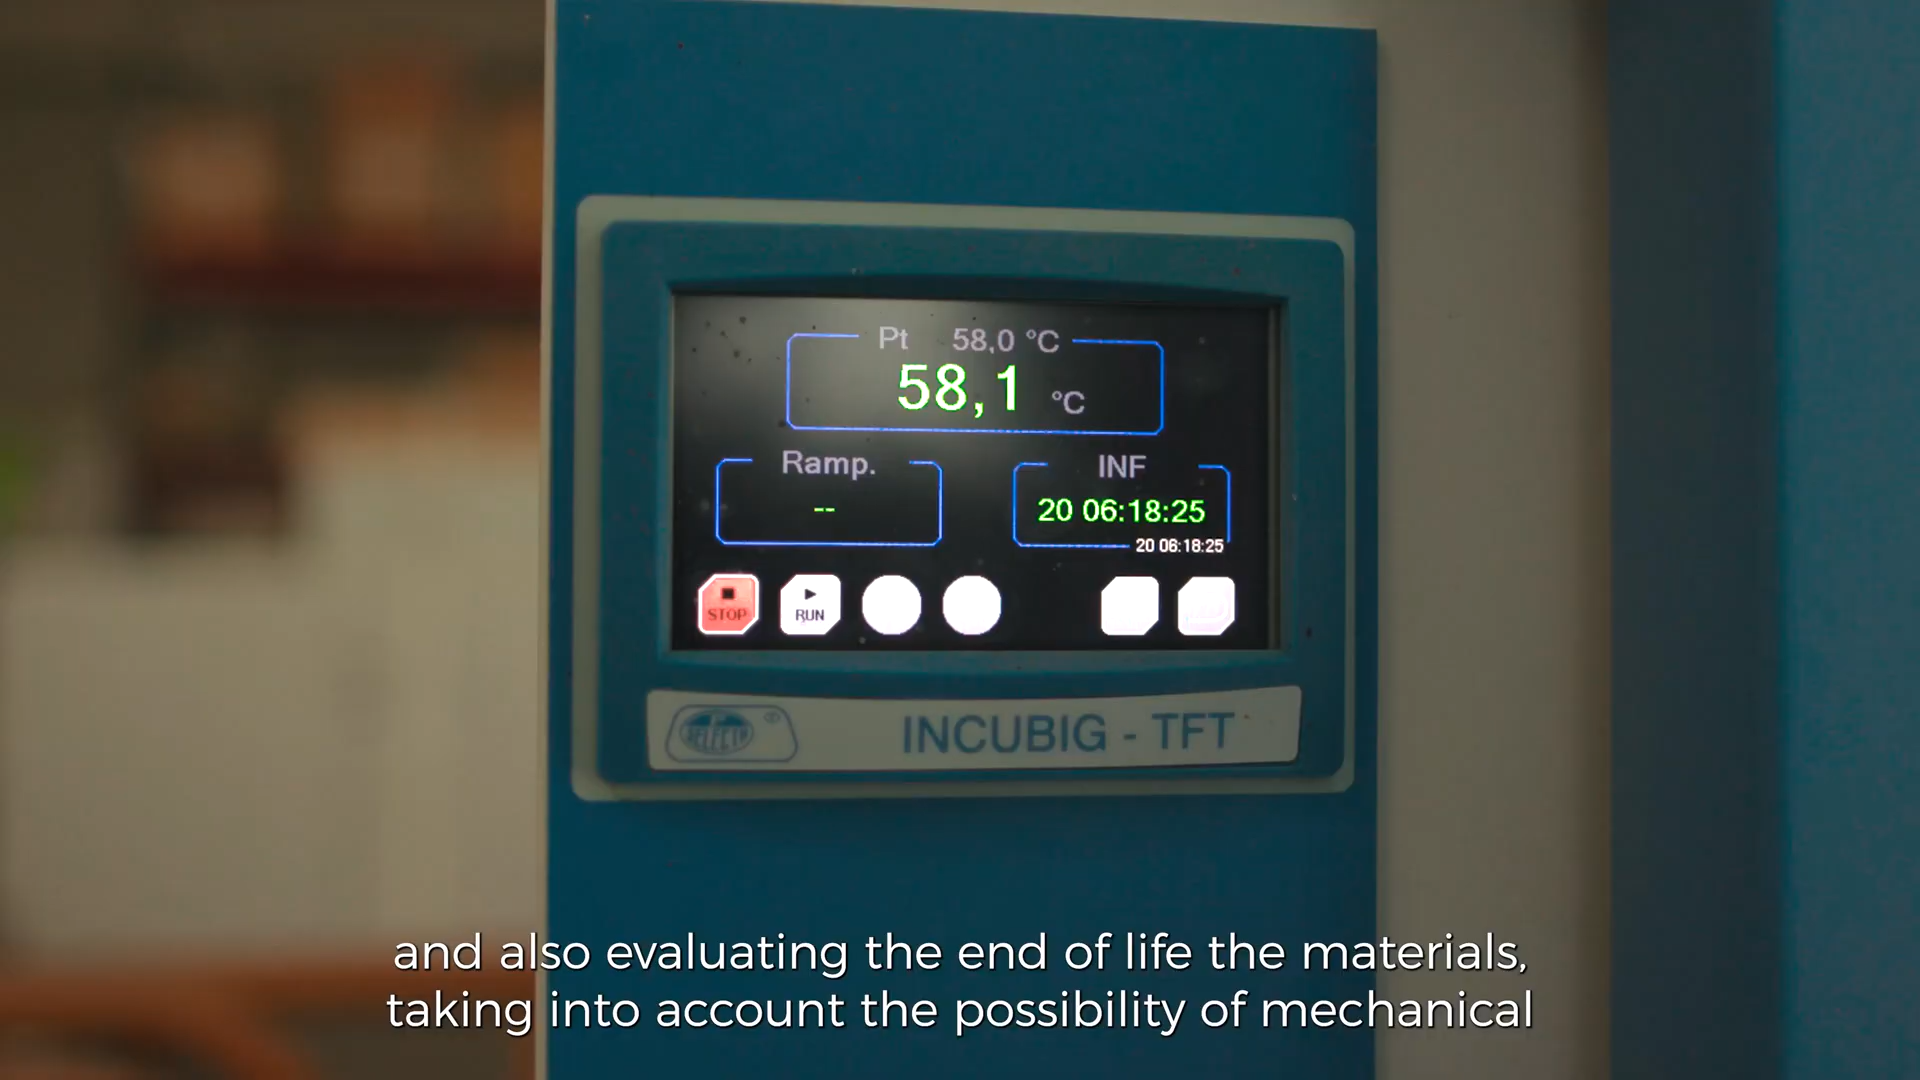 Pt 58,0 °C
58,1 °C
Ramp.
--
INF
20 06:18:25
20 06:18:25
STOP
RUN
SELECTA ®
INCUBIG - TFT
and also evaluating the end of life the materials,
taking into account the possibility of mechanical